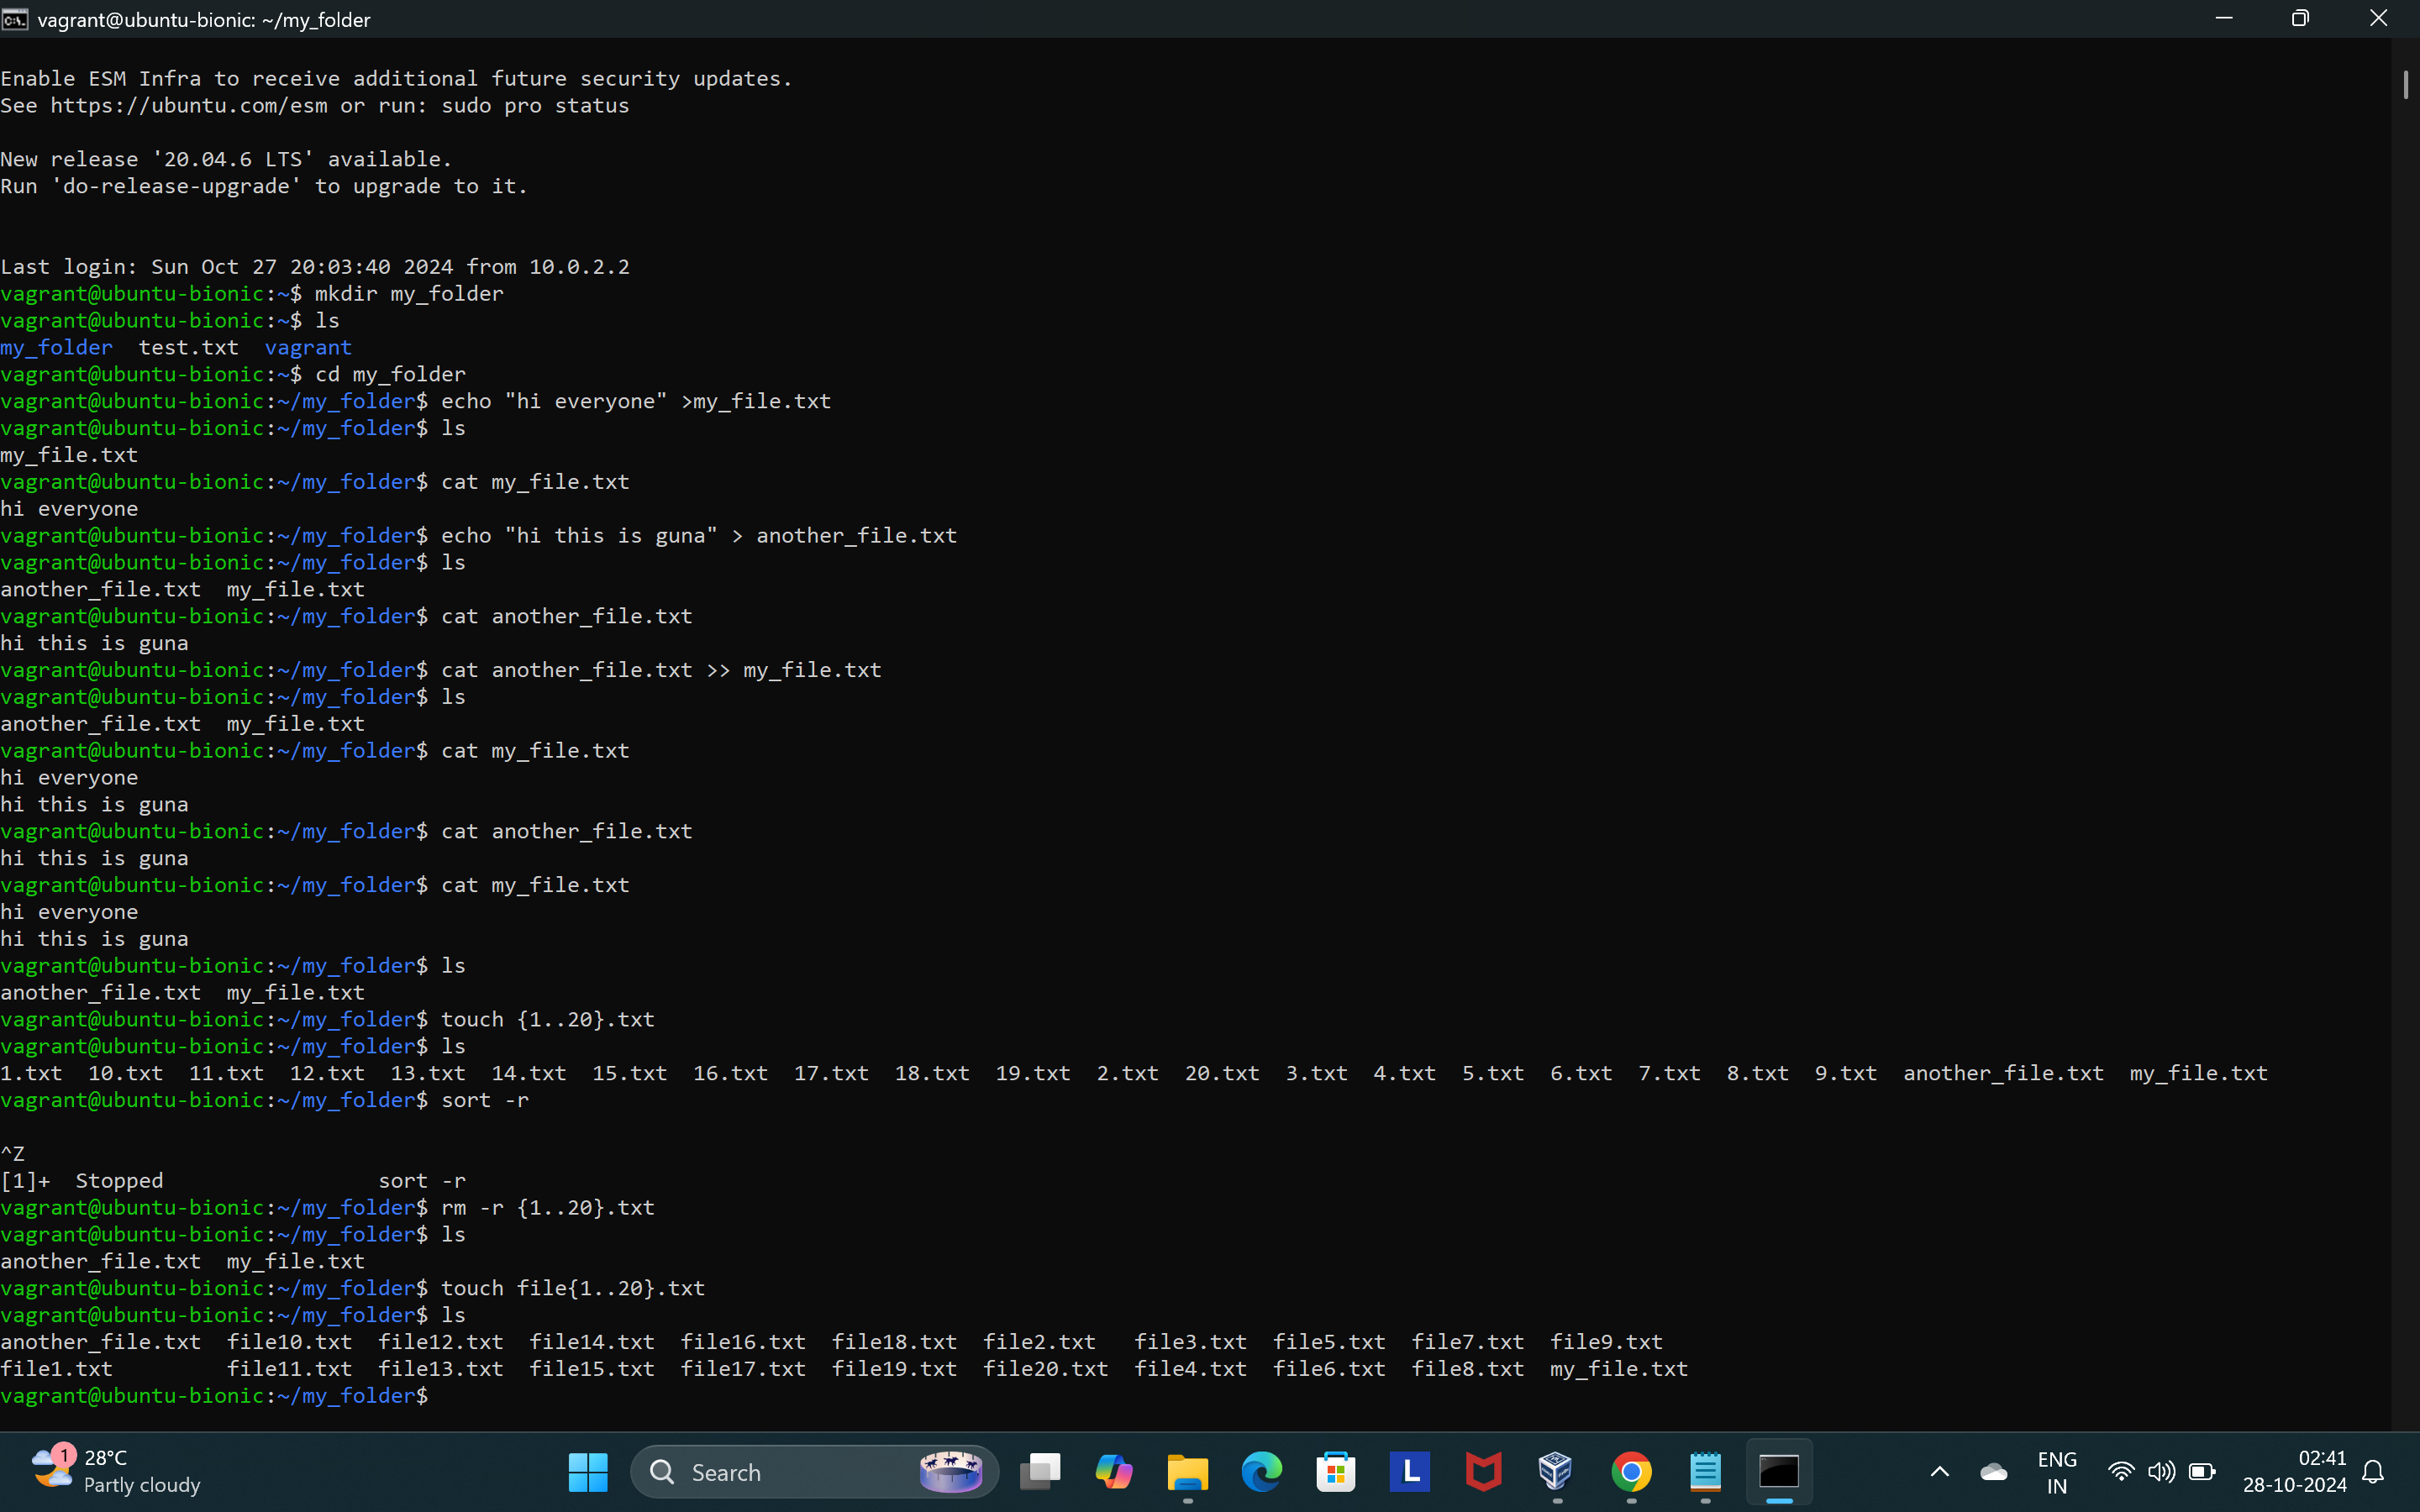 vagrant@ubuntu-bionic: ~/my_folder
Enable ESM Infra to receive additional future security updates.
See https://ubuntu.com/esm or run: sudo pro status
New release '20.04.6 LTS' available.
Run 'do-release-upgrade' to upgrade to it.
Last login: Sun Oct 27 20:03:40 2024 from 10.0.2.2
vagrant@ubuntu-bionic:~$ mkdir my_folder
vagrant@ubuntu-bionic:~$ ls
my_folder  test.txt  vagrant
vagrant@ubuntu-bionic:~$ cd my_folder
vagrant@ubuntu-bionic:~/my_folder$ echo "hi everyone" >my_file.txt
vagrant@ubuntu-bionic:~/my_folder$ ls
my_file.txt
vagrant@ubuntu-bionic:~/my_folder$ cat my_file.txt
hi everyone
vagrant@ubuntu-bionic:~/my_folder$ echo "hi this is guna" > another_file.txt
vagrant@ubuntu-bionic:~/my_folder$ ls
another_file.txt  my_file.txt
vagrant@ubuntu-bionic:~/my_folder$ cat another_file.txt
hi this is guna
vagrant@ubuntu-bionic:~/my_folder$ cat another_file.txt >> my_file.txt
vagrant@ubuntu-bionic:~/my_folder$ ls
another_file.txt  my_file.txt
vagrant@ubuntu-bionic:~/my_folder$ cat my_file.txt
hi everyone
hi this is guna
vagrant@ubuntu-bionic:~/my_folder$ cat another_file.txt
hi this is guna
vagrant@ubuntu-bionic:~/my_folder$ cat my_file.txt
hi everyone
hi this is guna
vagrant@ubuntu-bionic:~/my_folder$ ls
another_file.txt  my_file.txt
vagrant@ubuntu-bionic:~/my_folder$ touch {1..20}.txt
vagrant@ubuntu-bionic:~/my_folder$ ls
1.txt  10.txt  11.txt  12.txt  13.txt  14.txt  15.txt  16.txt  17.txt  18.txt  19.txt  2.txt  20.txt  3.txt  4.txt  5.txt  6.txt  7.txt  8.txt  9.txt  another_file.txt  my_file.txt
vagrant@ubuntu-bionic:~/my_folder$ sort -r
^Z
[1]+  Stopped                 sort -r
vagrant@ubuntu-bionic:~/my_folder$ rm -r {1..20}.txt
vagrant@ubuntu-bionic:~/my_folder$ ls
another_file.txt  my_file.txt
vagrant@ubuntu-bionic:~/my_folder$ touch file{1..20}.txt
vagrant@ubuntu-bionic:~/my_folder$ ls
another_file.txt  file10.txt  file12.txt  file14.txt  file16.txt  file18.txt  file2.txt   file3.txt  file5.txt  file7.txt  file9.txt
file1.txt         file11.txt  file13.txt  file15.txt  file17.txt  file19.txt  file20.txt  file4.txt  file6.txt  file8.txt  my_file.txt
vagrant@ubuntu-bionic:~/my_folder$
1
28°C
Partly cloudy
Search
L
ENG
IN
02:41
28-10-2024